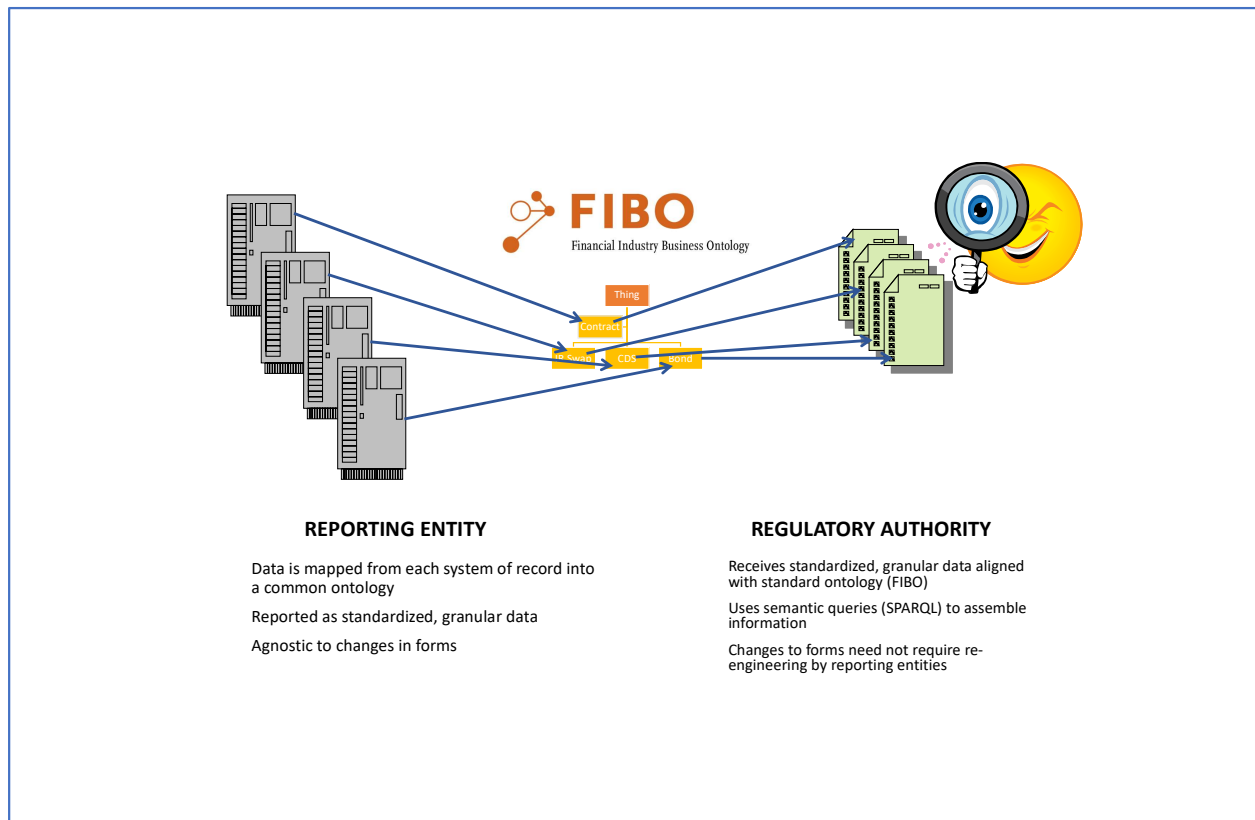 FIBO
Financial Industry Business Ontology
Thing
Contract
IR Swap
CDS
Bond
REPORTING ENTITY
Data is mapped from each system of record into
a common ontology
Reported as standardized, granular data
Agnostic to changes in forms
REGULATORY AUTHORITY
Receives standardized, granular data aligned
with standard ontology (FIBO)
Uses semantic queries (SPARQL) to assemble
information
Changes to forms need not require re-
engineering by reporting entities